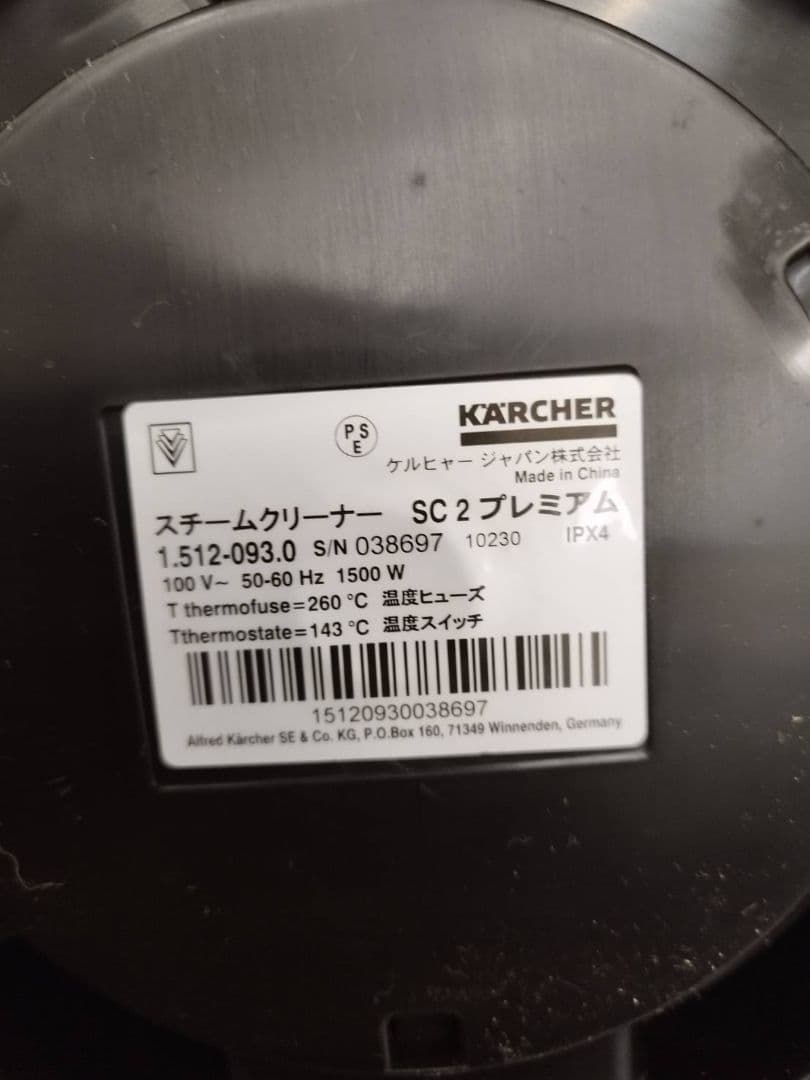 PSE
KÄRCHER
ケルヒャー ジャパン株式会社
Made in China
スチームクリーナー SC 2 プレミアム
1.512-093.0 S/N 038697 10230 IPX4
100 V~ 50-60 Hz 1500 W
T thermofuse=260 °C 温度ヒューズ
Tthermostate=143 °C 温度スイッチ
15120930038697
Alfred Kärcher SE & Co. KG, P.O.Box 160, 71349 Winnenden, Germany